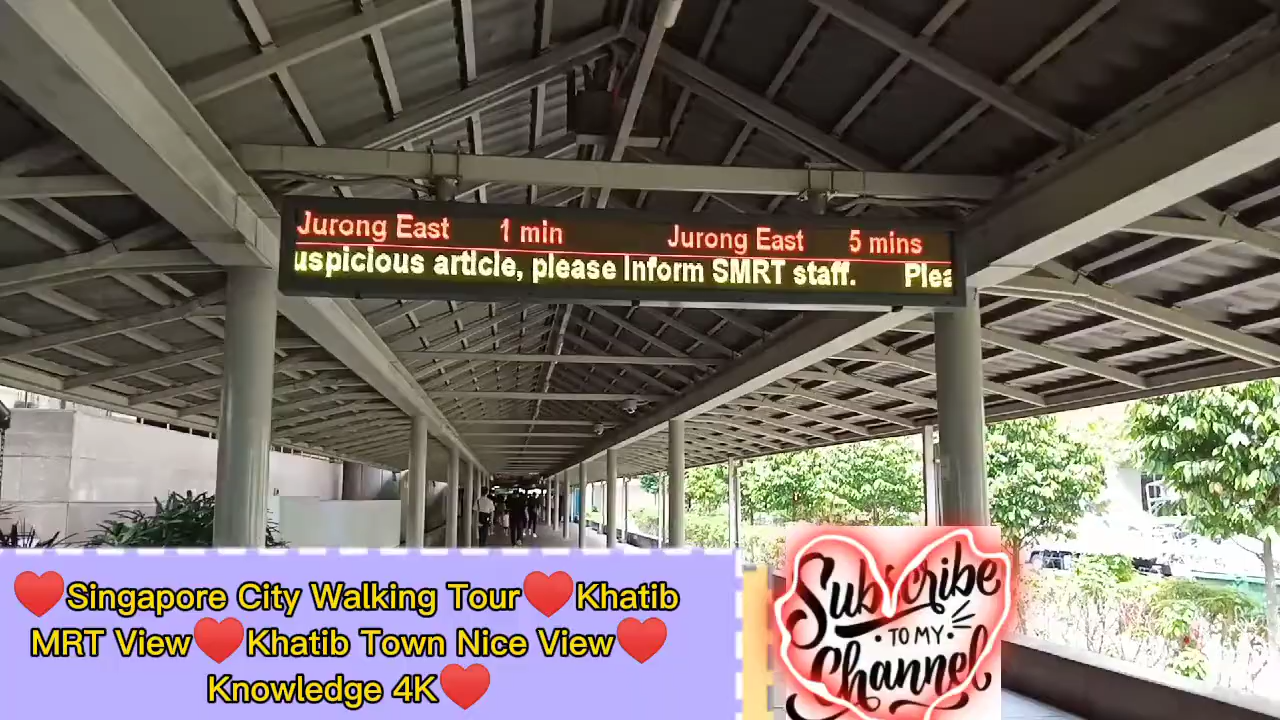 Jurong East 1 min Jurong East 5 mins
uspicious article, please Inform SMRT staff. Plea
♥️Singapore City Walking Tour♥️Khatib
MRT View♥️Khatib Town Nice View♥️
Knowledge 4K♥️
Subscribe
• TO MY •
Channel